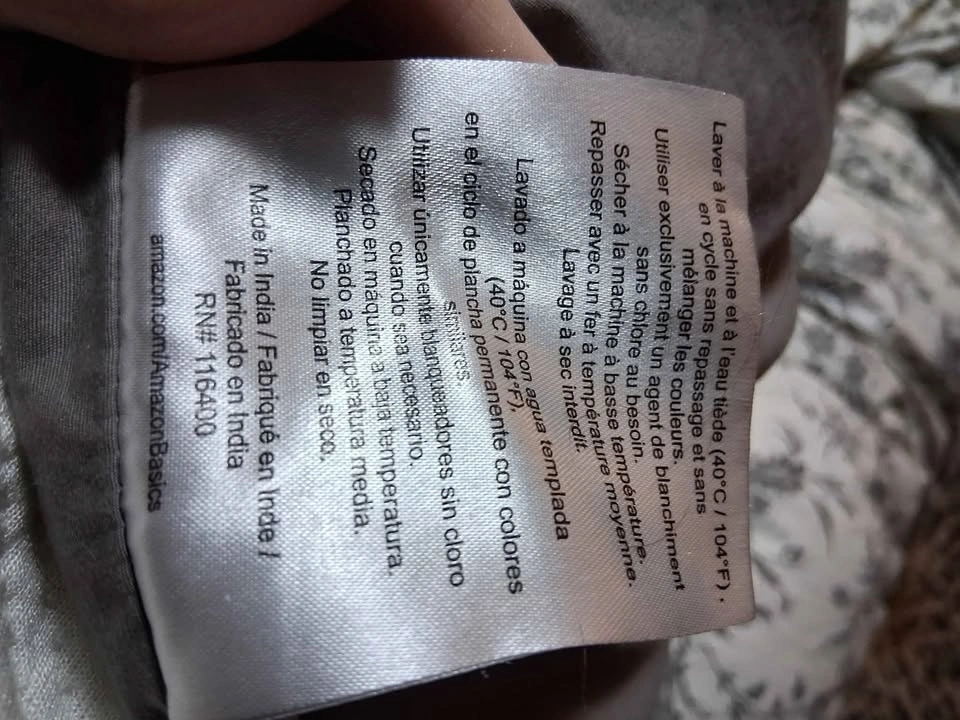 Laver à la machine et à l'eau tiède (40°C / 104°F) ,
en cycle sans repassage et sans
mélanger les couleurs.
Utiliser exclusivement un agent de blanchiment
sans chlore au besoin.
Sécher à la machine à basse température.
Repasser avec un fer à température moyenne.
Lavage à sec interdit.
Lavado a máquina con agua templada
(40°C / 104°F),
en el ciclo de plancha permanente con colores
similares
Utilizar únicamente blanqueadores sin cloro
cuando sea necesario.
Secado en máquina a baja temperatura.
Planchado a temperatura media.
No limpiar en seco.
Made in India / Fabriqué en Inde /
Fabricado en India
RN# 116400
amazon.com/AmazonBasics